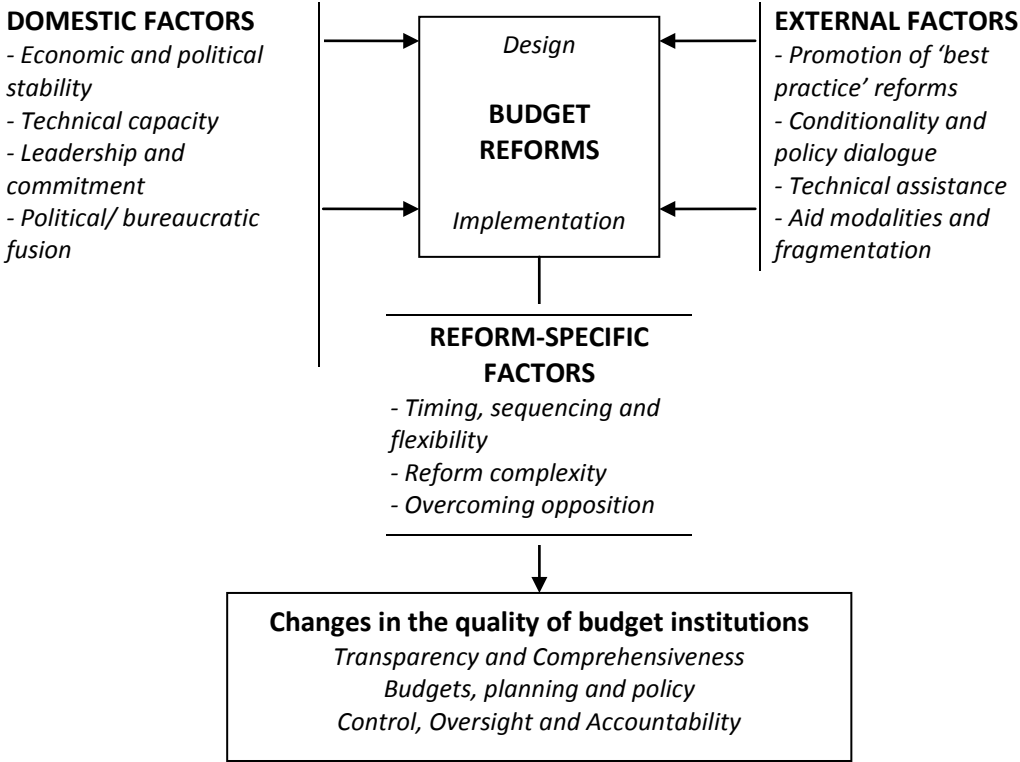 DOMESTIC FACTORS
- Economic and political
stability
- Technical capacity
- Leadership and
commitment
- Political/ bureaucratic
fusion
Design
BUDGET
REFORMS
Implementation
EXTERNAL FACTORS
- Promotion of ‘best
practice’ reforms
- Conditionality and
policy dialogue
- Technical assistance
- Aid modalities and
fragmentation
REFORM-SPECIFIC
FACTORS
- Timing, sequencing and
flexibility
- Reform complexity
- Overcoming opposition
Changes in the quality of budget institutions
Transparency and Comprehensiveness
Budgets, planning and policy
Control, Oversight and Accountability